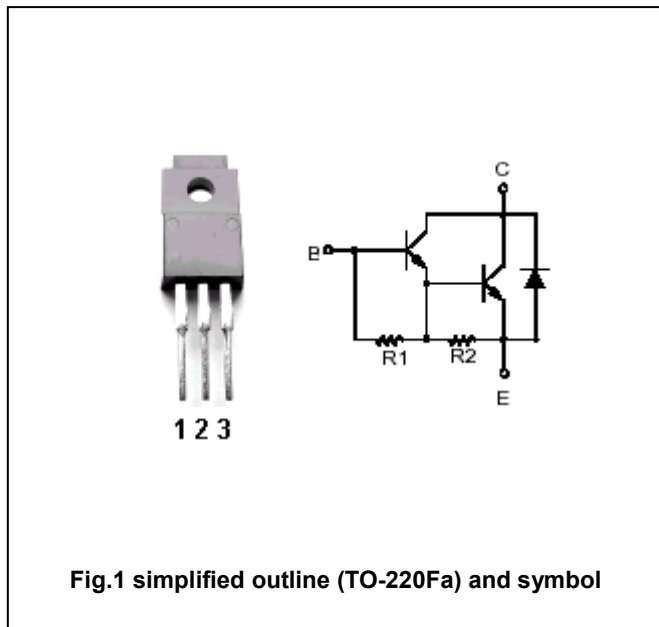 C
B
R1 R2
E
1 2 3
Fig.1 simplified outline (TO-220Fa) and symbol